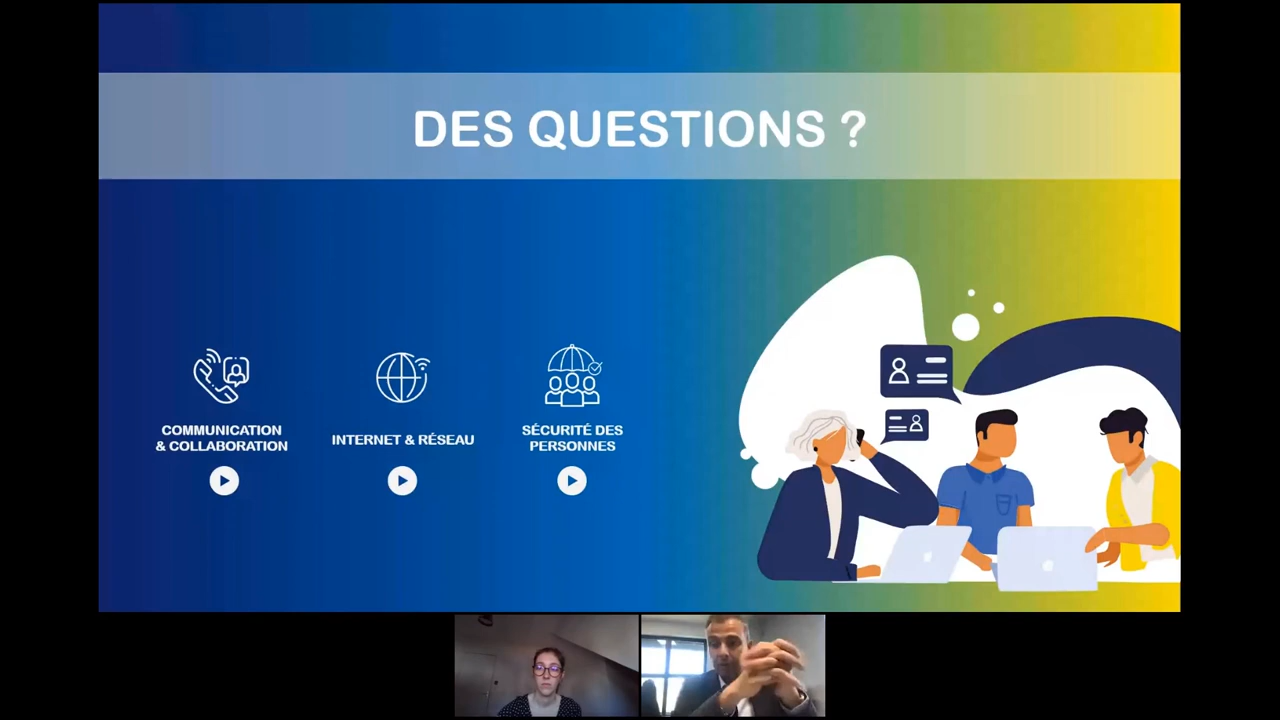 DES QUESTIONS ?
COMMUNICATION
& COLLABORATION
INTERNET & RÉSEAU
SÉCURITÉ DES
PERSONNES